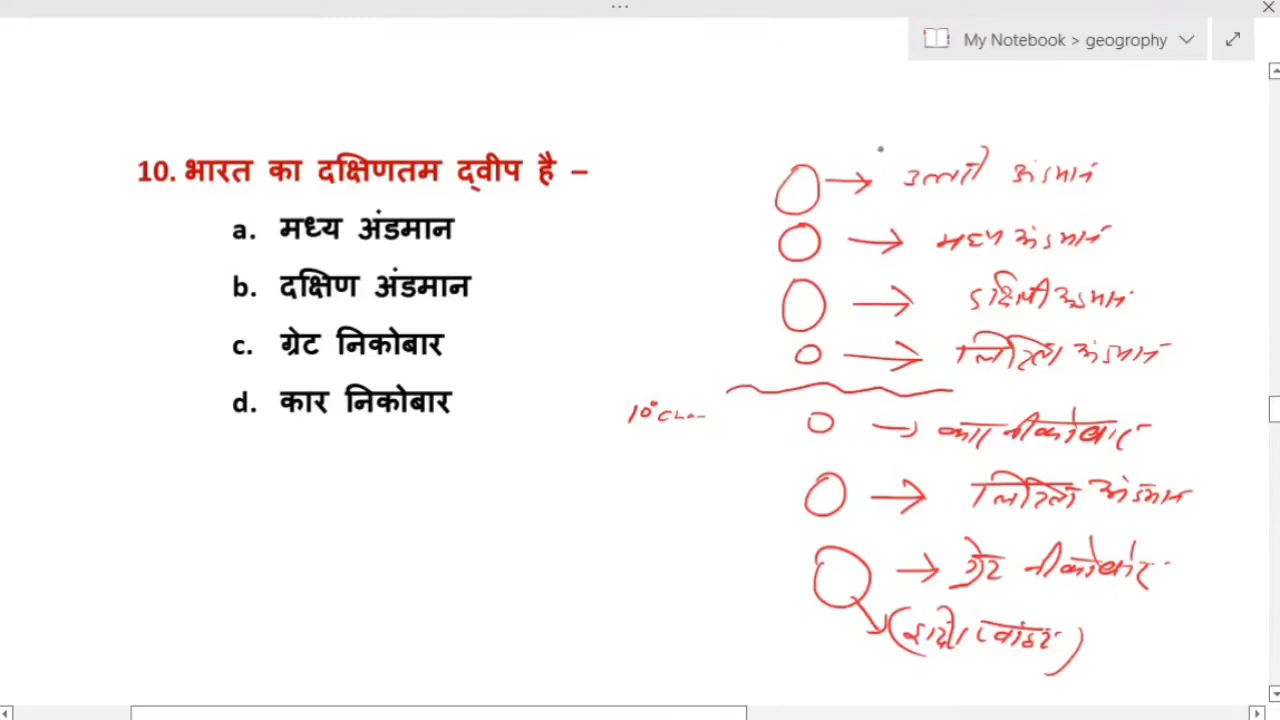 My Notebook > geography
10. भारत का दक्षिणतम द्वीप है –
a. मध्य अंडमान
b. दक्षिण अंडमान
c. ग्रेट निकोबार
d. कार निकोबार
उत्तरी अंडमान
मध्य अंडमान
दक्षिणी अंडमान
लिटिल अंडमान
10°
कार नीकोबार
लिटिल अंडमान
ग्रेट नीकोबार